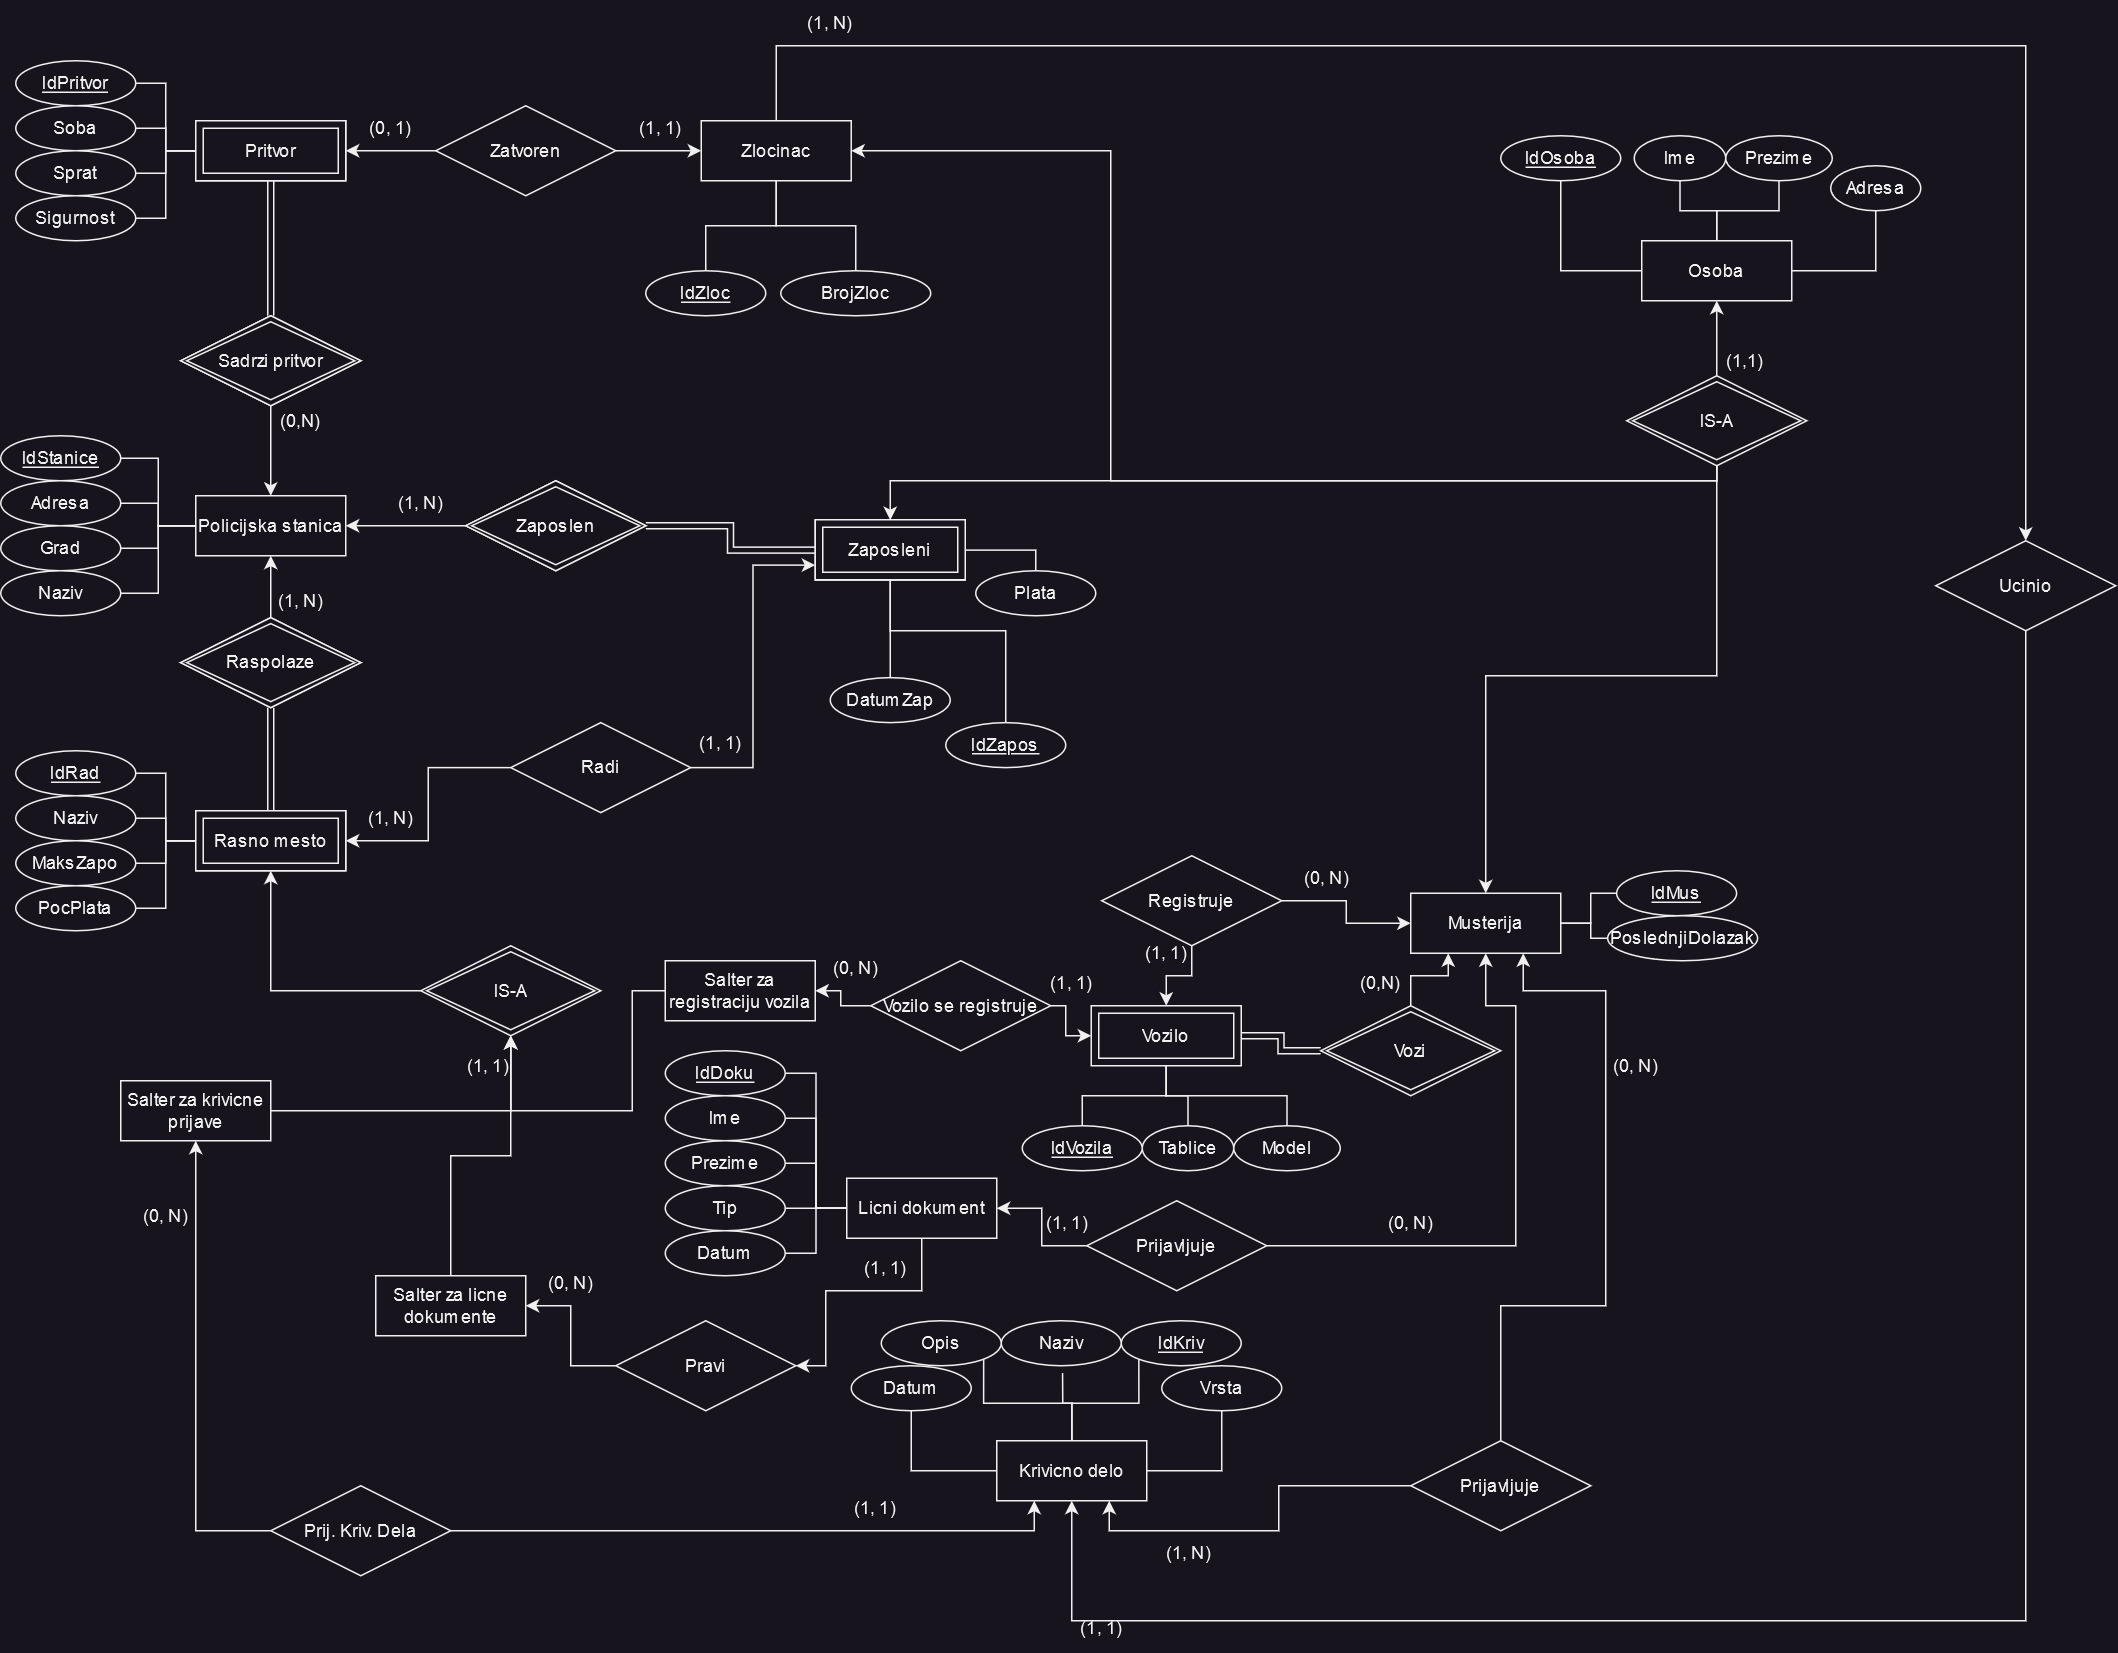 (1, N)
IdPritvor
Soba
Sprat
Sigurnost
Pritvor
(0, 1)
Zatvoren
(1, 1)
Zlocinac
IdZloc
BrojZloc
IdOsoba
Ime
Prezime
Adresa
Osoba
(1,1)
IS-A
Sadrzi pritvor
(0,N)
IdStanice
Adresa
Grad
Naziv
Policijska stanica
(1, N)
Zaposlen
Zaposleni
Plata
DatumZap
IdZapos
Ucinio
(1, N)
Raspolaze
Radi
(1, 1)
(1, N)
IdRad
Naziv
MaksZapo
PocPlata
Rasno mesto
Registruje
(0, N)
(1, 1)
Musterija
IdMus
PoslednjiDolazak
IS-A
(1, 1)
Salter za
registraciju vozila
(0, N)
Vozilo se registruje
(1, 1)
Vozilo
(0,N)
Vozi
(0, N)
IdVozila
Tablice
Model
Salter za krivicne
prijave
(0, N)
IdDoku
Ime
Prezime
Tip
Datum
Licni dokument
(1, 1)
Prijavljuje
(0, N)
(1, 1)
Salter za licne
dokumente
(0, N)
Pravi
Opis
Naziv
IdKriv
Datum
Vrsta
Krivicno delo
Prijavljuje
(1, N)
Prij. Kriv. Dela
(1, 1)
(1, 1)